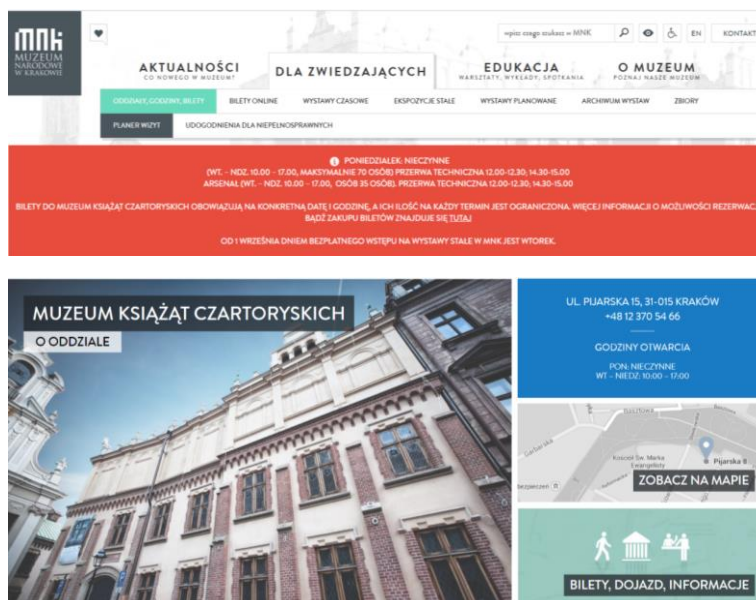 mnk
MUZEUM
NARODOWE
W KRAKOWIE
wpisz czego szukasz w MNK
EN
KONTAKT
AKTUALNOŚCI
CO NOWEGO W MUZEUM?
DLA ZWIEDZAJĄCYCH
EDUKACJA
WARSZTATY, WYKŁADY, SPOTKANIA
O MUZEUM
POZNAJ NASZE MUZEUM
ODDZIAŁY, GODZINY, BILETY
BILETY ONLINE
WYSTAWY CZASOWE
EKSPOZYCJE STAŁE
WYSTAWY PLANOWANE
ARCHIWUM WYSTAW
ZBIORY
PLANER WIZYT
UDOGODNIENIA DLA NIEPEŁNOSPRAWNYCH
PONIEDZIAŁEK: NIECZYNNE
(WT. - NDZ. 10.00 - 17.00, MAKSYMALNIE 70 OSÓB) PRZERWA TECHNICZNA 12.00-12.30; 14.30-15.00
ARSENAŁ (WT. - NDZ. 10.00 - 17.00, OSÓB 35 OSÓB). PRZERWA TECHNICZNA 12.00-12.30; 14.30-15.00
BILETY DO MUZEUM KSIĄŻĄT CZARTORYSKICH OBOWIĄZUJĄ NA KONKRETNĄ DATĘ I GODZINĘ, A ICH ILOŚĆ NA KAŻDY TERMIN JEST OGRANICZONA. WIĘCEJ INFORMACJI O MOŻLIWOŚCI REZERWAC
BĄDŹ ZAKUPU BILETÓW ZNAJDUJE SIĘ TUTAJ
OD 1 WRZEŚNIA DNIEM BEZPŁATNEGO WSTĘPU NA WYSTAWY STAŁE W MNK JEST WTOREK.
MUZEUM KSIĄŻĄT CZARTORYSKICH
O ODDZIALE
UL. PIJARSKA 15, 31-015 KRAKÓW
+48 12 370 54 66
GODZINY OTWARCIA
PON: NIECZYNNE
WT - NIEDZ: 10:00 - 17:00
Basztowa
Garbarska
Kościół Św. Marka
Ewangelisty
Pijarska 8
ZOBACZ NA MAPIE
BILETY, DOJAZD, INFORMACJE